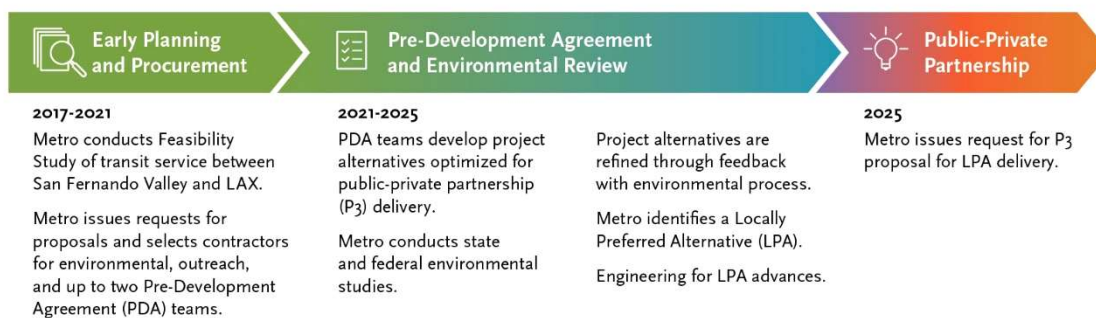 Early Planning
and Procurement
Pre-Development Agreement
and Environmental Review
Public-Private
Partnership
2017-2021
Metro conducts Feasibility
Study of transit service between
San Fernando Valley and LAX.
Metro issues requests for
proposals and selects contractors
for environmental, outreach,
and up to two Pre-Development
Agreement (PDA) teams.
2021-2025
PDA teams develop project
alternatives optimized for
public-private partnership
(P3) delivery.
Metro conducts state
and federal environmental
studies.
Project alternatives are
refined through feedback
with environmental process.
Metro identifies a Locally
Preferred Alternative (LPA).
Engineering for LPA advances.
2025
Metro issues request for P3
proposal for LPA delivery.